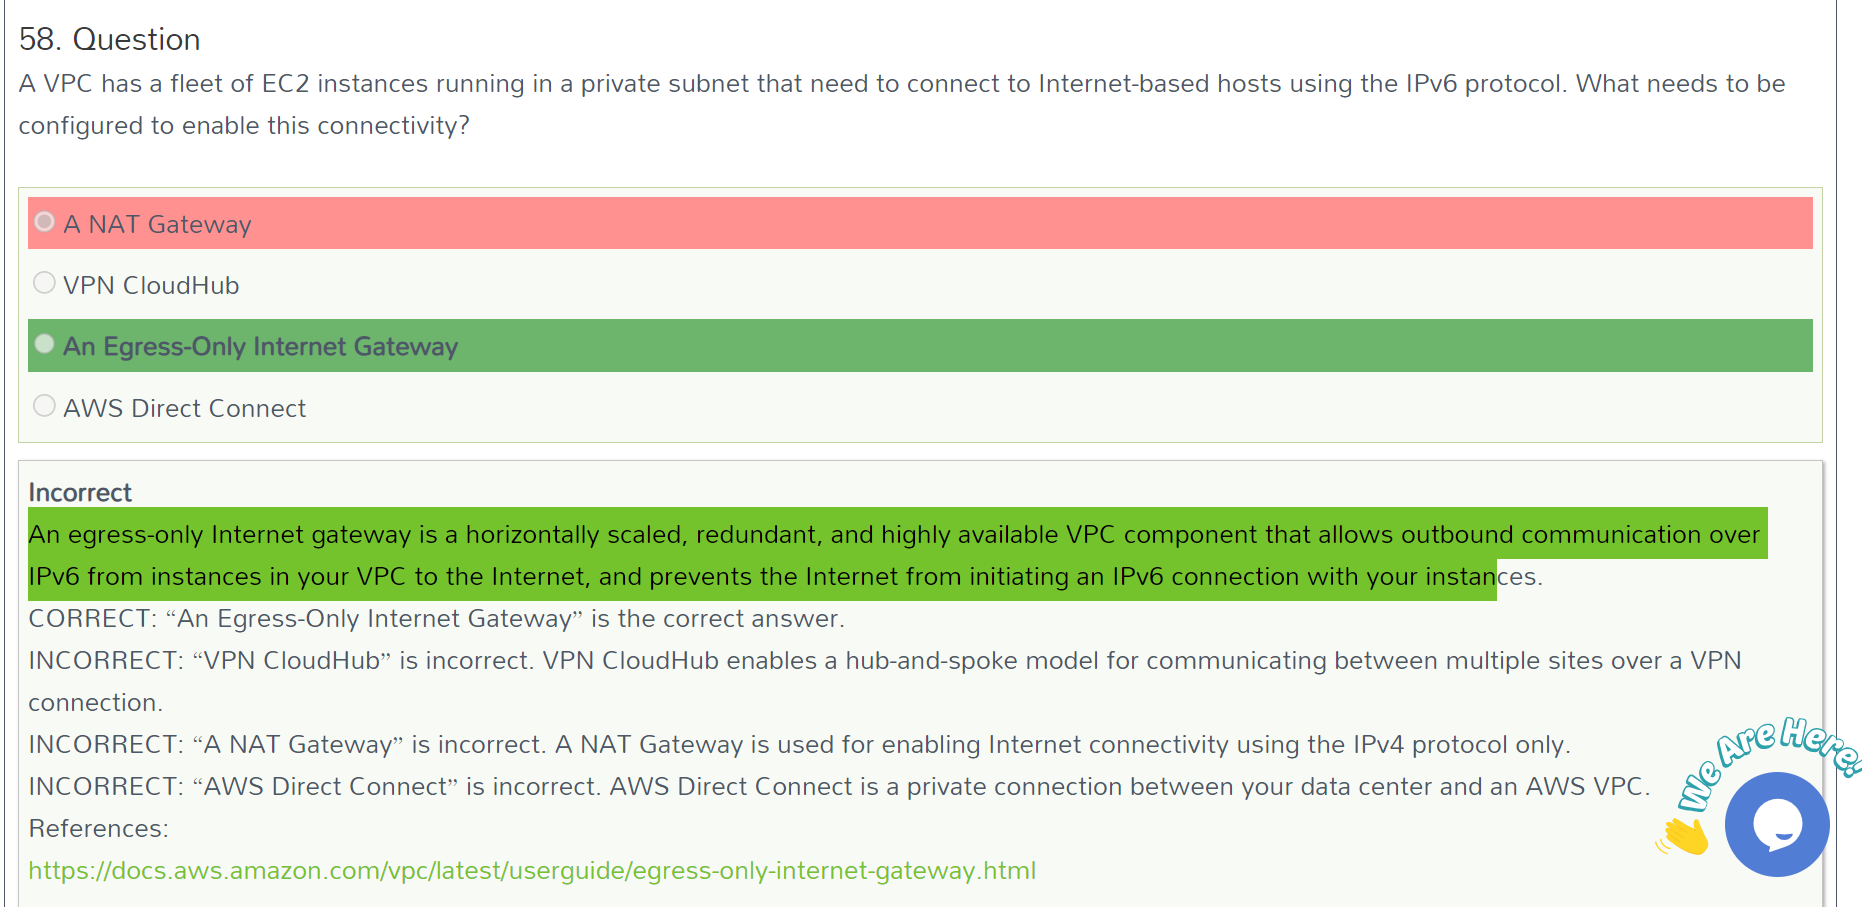 58. Question
A VPC has a fleet of EC2 instances running in a private subnet that need to connect to Internet-based hosts using the IPv6 protocol. What needs to be
configured to enable this connectivity?
A NAT Gateway
VPN CloudHub
An Egress-Only Internet Gateway
AWS Direct Connect
Incorrect
An egress-only Internet gateway is a horizontally scaled, redundant, and highly available VPC component that allows outbound communication over
IPv6 from instances in your VPC to the Internet, and prevents the Internet from initiating an IPv6 connection with your instances.
CORRECT: “An Egress-Only Internet Gateway” is the correct answer.
INCORRECT: “VPN CloudHub” is incorrect. VPN CloudHub enables a hub-and-spoke model for communicating between multiple sites over a VPN
connection.
INCORRECT: “A NAT Gateway” is incorrect. A NAT Gateway is used for enabling Internet connectivity using the IPv4 protocol only.
INCORRECT: “AWS Direct Connect” is incorrect. AWS Direct Connect is a private connection between your data center and an AWS VPC.
References:
https://docs.aws.amazon.com/vpc/latest/userguide/egress-only-internet-gateway.html
We Are Here!